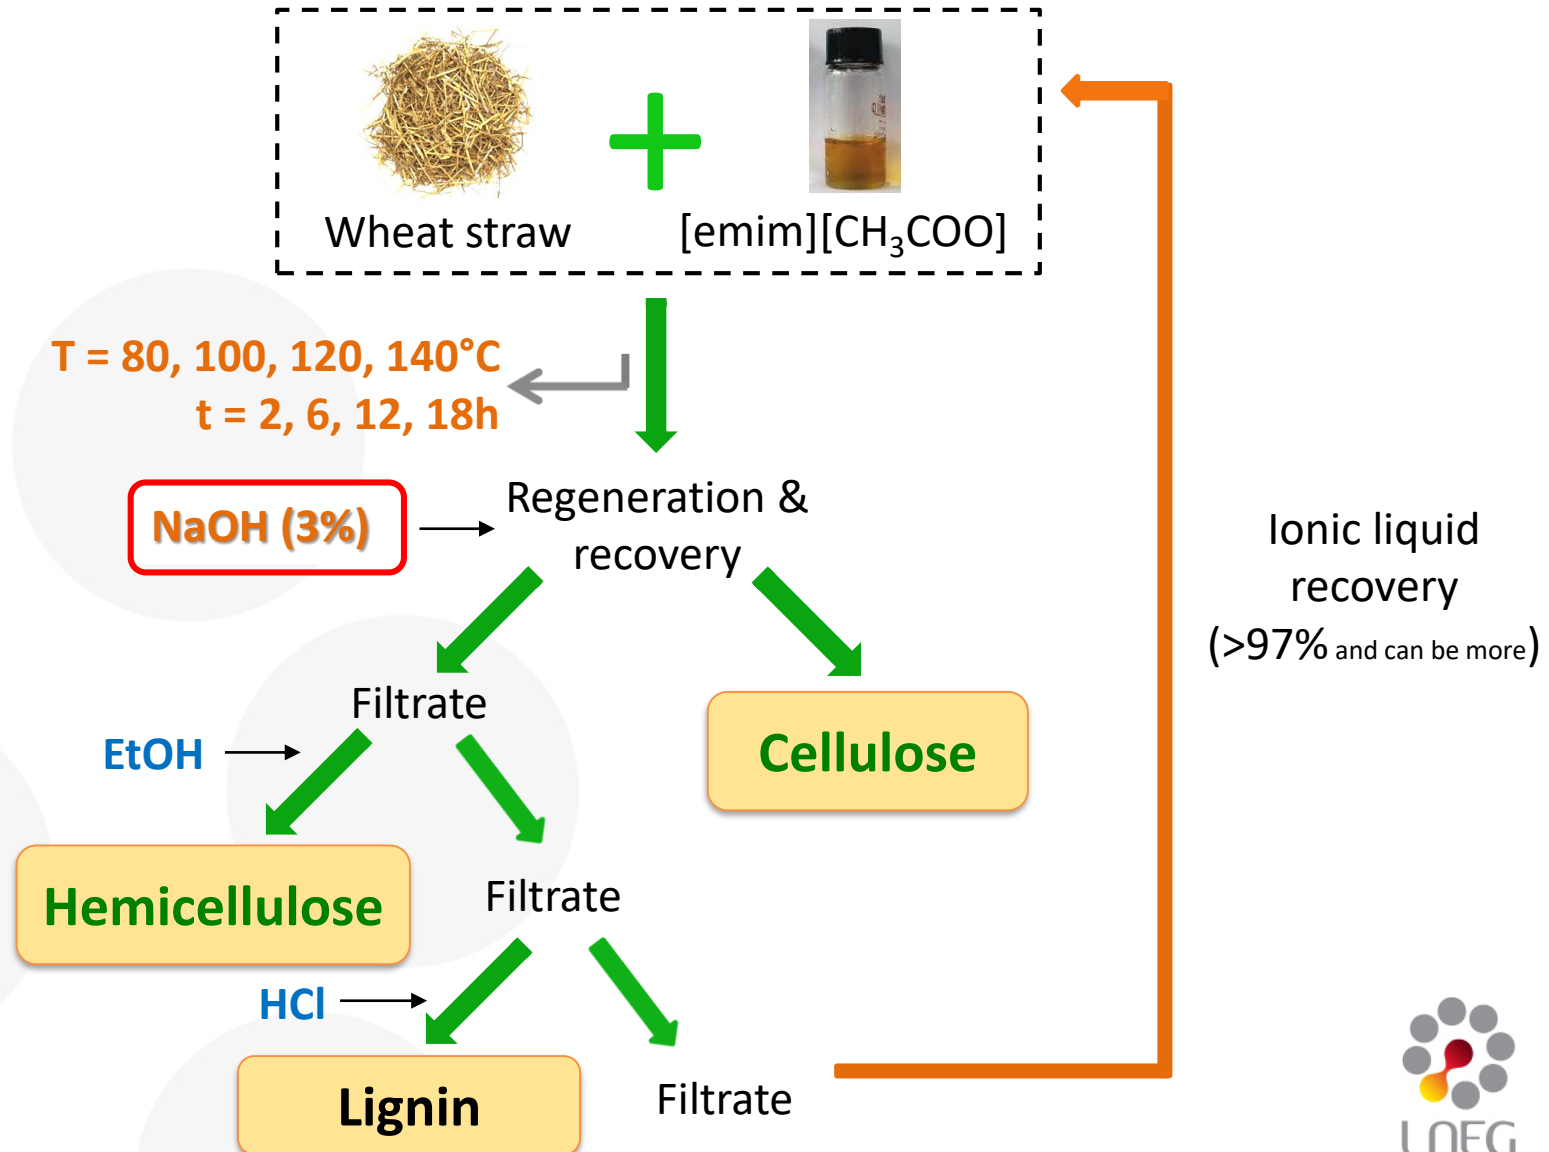 Wheat straw
[emim][CH₃COO]
T = 80, 100, 120, 140°C
t = 2, 6, 12, 18h
NaOH (3%)
Regeneration &
recovery
Ionic liquid
recovery
(>97% and can be more)
Filtrate
EtOH
Cellulose
Hemicellulose
Filtrate
HCl
Lignin
Filtrate
LNEG